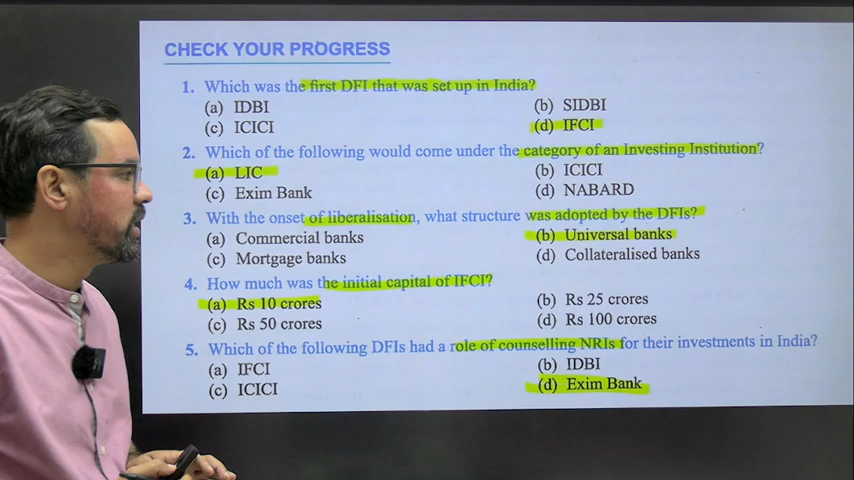 CHECK YOUR PROGRESS
1. Which was the first DFI that was set up in India?
(a) IDBI (b) SIDBI
(c) ICICI (d) IFCI
2. Which of the following would come under the category of an Investing Institution?
(a) LIC (b) ICICI
(c) Exim Bank (d) NABARD
3. With the onset of liberalisation, what structure was adopted by the DFIs?
(a) Commercial banks (b) Universal banks
(c) Mortgage banks (d) Collateralised banks
4. How much was the initial capital of IFCI?
(a) Rs 10 crores (b) Rs 25 crores
(c) Rs 50 crores (d) Rs 100 crores
5. Which of the following DFIs had a role of counselling NRIs for their investments in India?
(a) IFCI (b) IDBI
(c) ICICI (d) Exim Bank